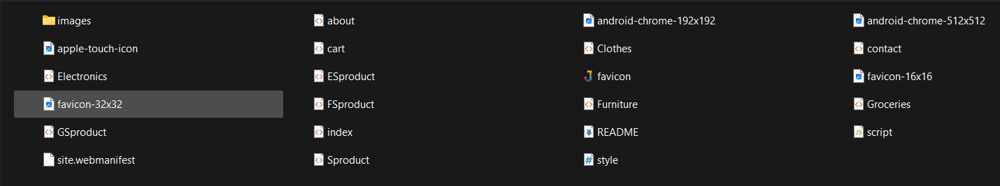 images
about
android-chrome-192x192
android-chrome-512x512
apple-touch-icon
cart
Clothes
contact
Electronics
ESproduct
favicon
favicon-16x16
favicon-32x32
FSproduct
Furniture
Groceries
GSproduct
index
README
script
site.webmanifest
Sproduct
style